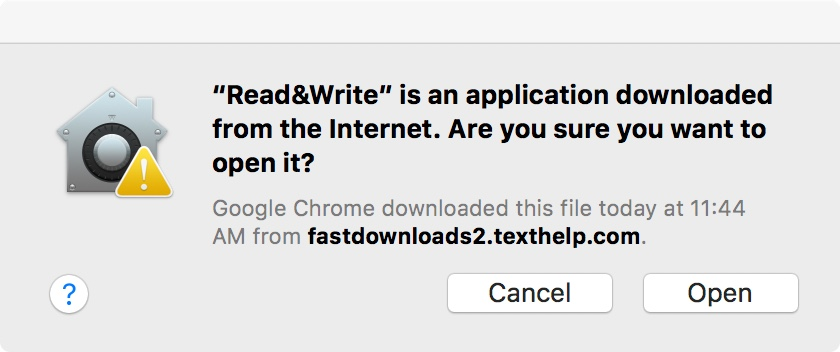 “Read&Write” is an application downloaded
from the Internet. Are you sure you want to
open it?
Google Chrome downloaded this file today at 11:44
AM from fastdownloads2.texthelp.com.
?
Cancel
Open